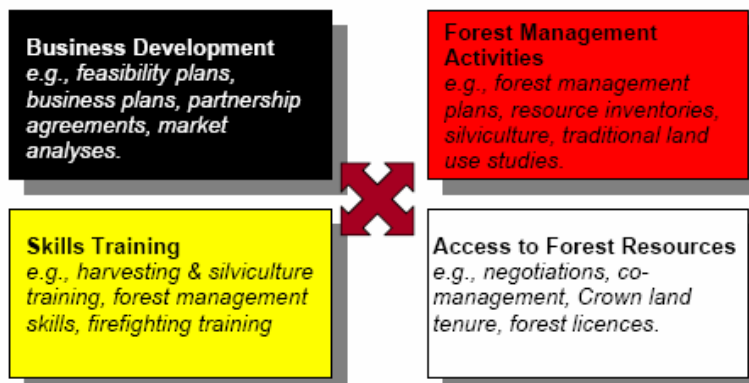 Business Development
e.g., feasibility plans,
business plans, partnership
agreements, market
analyses.
Forest Management
Activities
e.g., forest management
plans, resource inventories,
silviculture, traditional land
use studies.
Skills Training
e.g., harvesting & silviculture
training, forest management
skills, firefighting training
Access to Forest Resources
e.g., negotiations, co-
management, Crown land
tenure, forest licences.